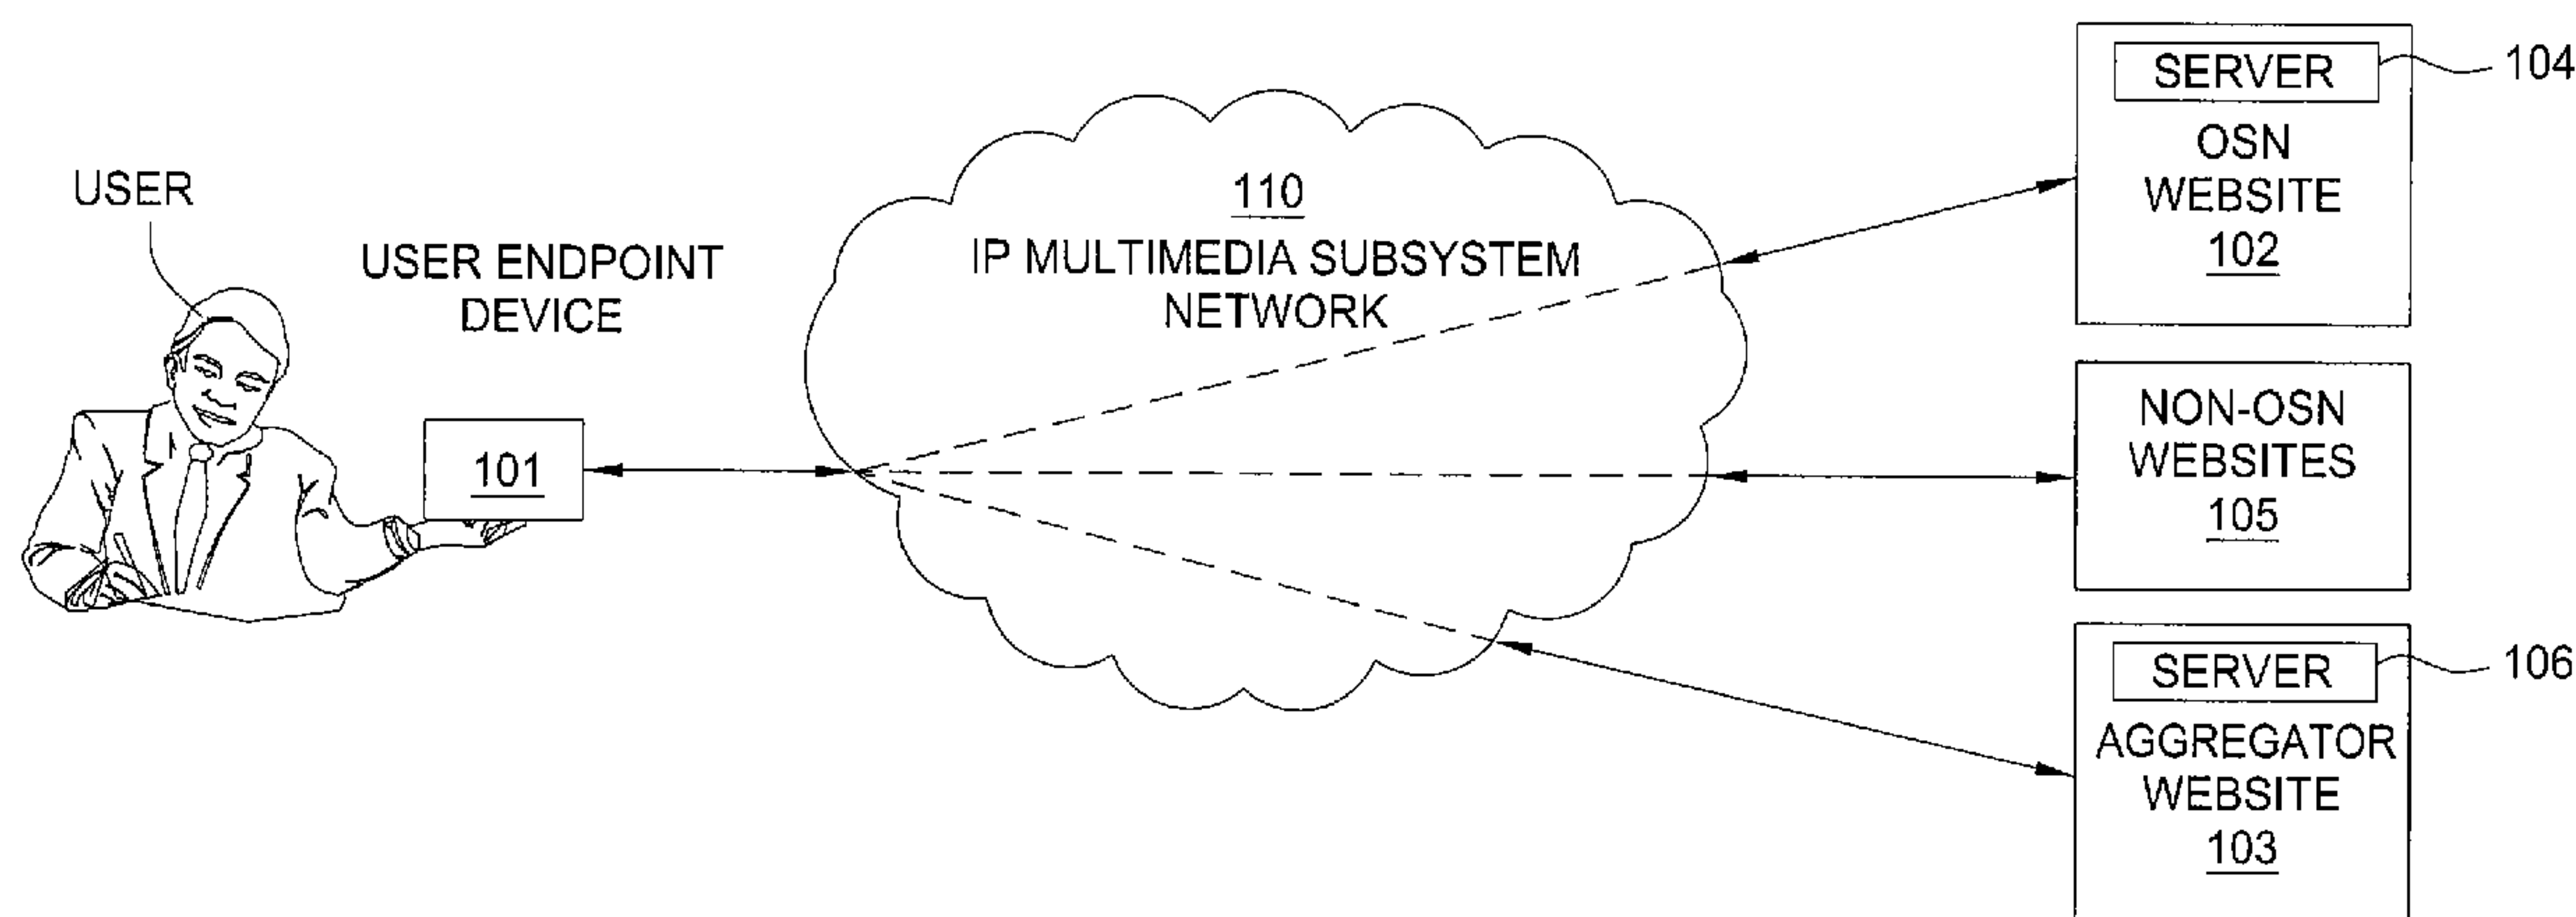 USER
USER ENDPOINT
DEVICE
101
110
IP MULTIMEDIA SUBSYSTEM
NETWORK
SERVER
104
OSN
WEBSITE
102
NON-OSN
WEBSITES
105
SERVER
106
AGGREGATOR
WEBSITE
103